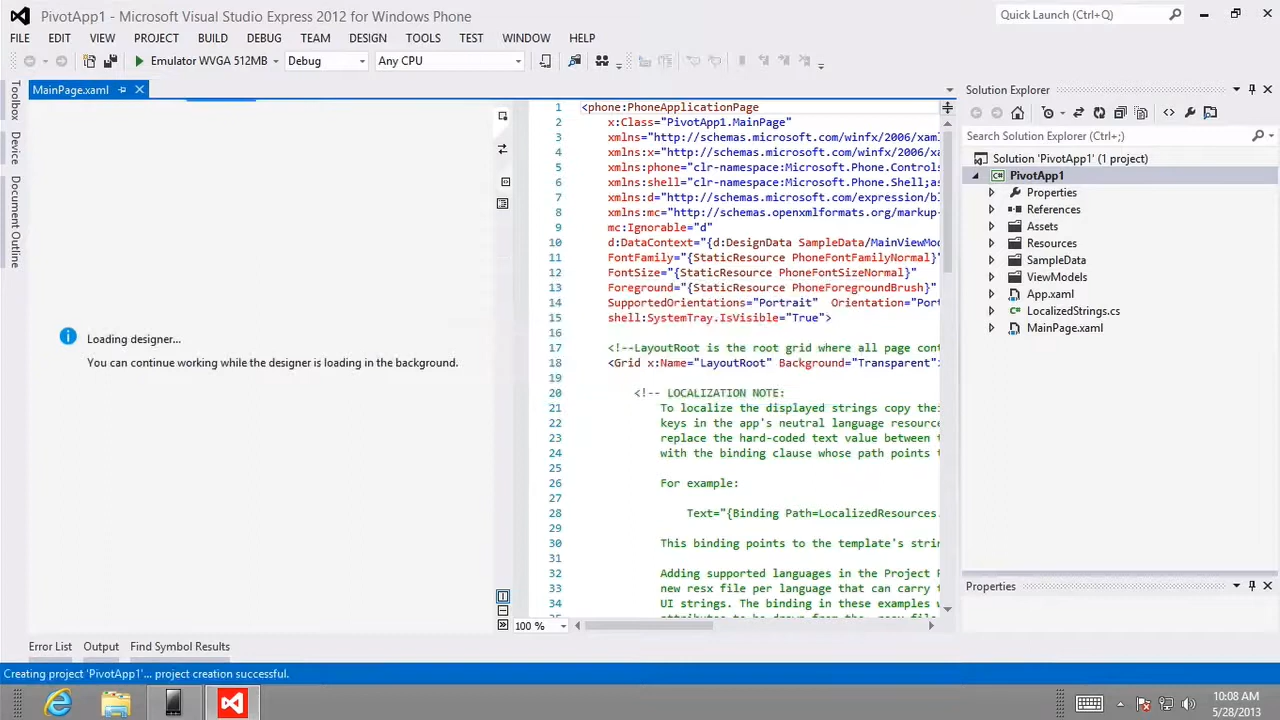 PivotApp1 - Microsoft Visual Studio Express 2012 for Windows Phone
Quick Launch (Ctrl+Q)
FILE EDIT VIEW PROJECT BUILD DEBUG TEAM DESIGN TOOLS TEST WINDOW HELP
Emulator WVGA 512MB Debug Any CPU
Toolbox
Device
Document Outline
MainPage.xaml
Loading designer...
You can continue working while the designer is loading in the background.
1 <phone:PhoneApplicationPage
2 x:Class="PivotApp1.MainPage"
3 xmlns="http://schemas.microsoft.com/winfx/2006/xaml
4 xmlns:x="http://schemas.microsoft.com/winfx/2006/xa
5 xmlns:phone="clr-namespace:Microsoft.Phone.Controls
6 xmlns:shell="clr-namespace:Microsoft.Phone.Shell;as
7 xmlns:d="http://schemas.microsoft.com/expression/bl
8 xmlns:mc="http://schemas.openxmlformats.org/markup-
9 mc:Ignorable="d"
10 d:DataContext="{d:DesignData SampleData/MainViewMod
11 FontFamily="{StaticResource PhoneFontFamilyNormal}"
12 FontSize="{StaticResource PhoneFontSizeNormal}"
13 Foreground="{StaticResource PhoneForegroundBrush}"
14 SupportedOrientations="Portrait" Orientation="Port
15 shell:SystemTray.IsVisible="True">
16
17 <!--LayoutRoot is the root grid where all page cont
18 <Grid x:Name="LayoutRoot" Background="Transparent">
19
20 <!-- LOCALIZATION NOTE:
21 To localize the displayed strings copy thei
22 keys in the app's neutral language resource
23 replace the hard-coded text value between t
24 with the binding clause whose path points t
25
26 For example:
27
28 Text="{Binding Path=LocalizedResources.
29
30 This binding points to the template's strin
31
32 Adding supported languages in the Project P
33 new resx file per language that can carry t
34 UI strings. The binding in these examples w
100 %
Solution Explorer
Search Solution Explorer (Ctrl+;)
Solution 'PivotApp1' (1 project)
PivotApp1
Properties
References
Assets
Resources
SampleData
ViewModels
App.xaml
LocalizedStrings.cs
MainPage.xaml
Properties
Error List Output Find Symbol Results
Creating project 'PivotApp1'... project creation successful.
10:08 AM
5/28/2013